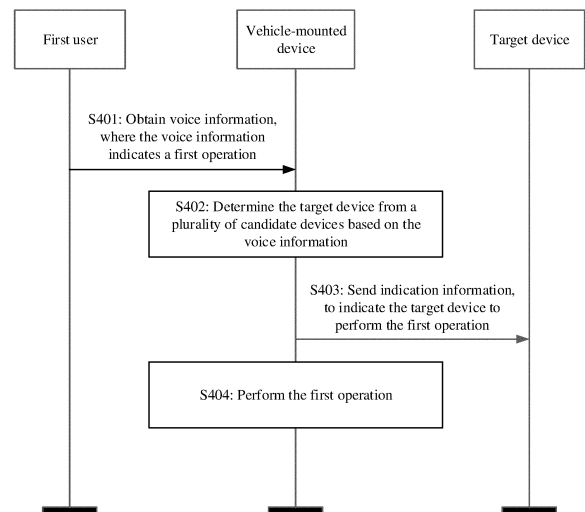 First user
Vehicle-mounted
device
Target device
S401: Obtain voice information,
where the voice information
indicates a first operation
S402: Determine the target device from a
plurality of candidate devices based on the
voice information
S403: Send indication information,
to indicate the target device to
perform the first operation
S404: Perform the first operation